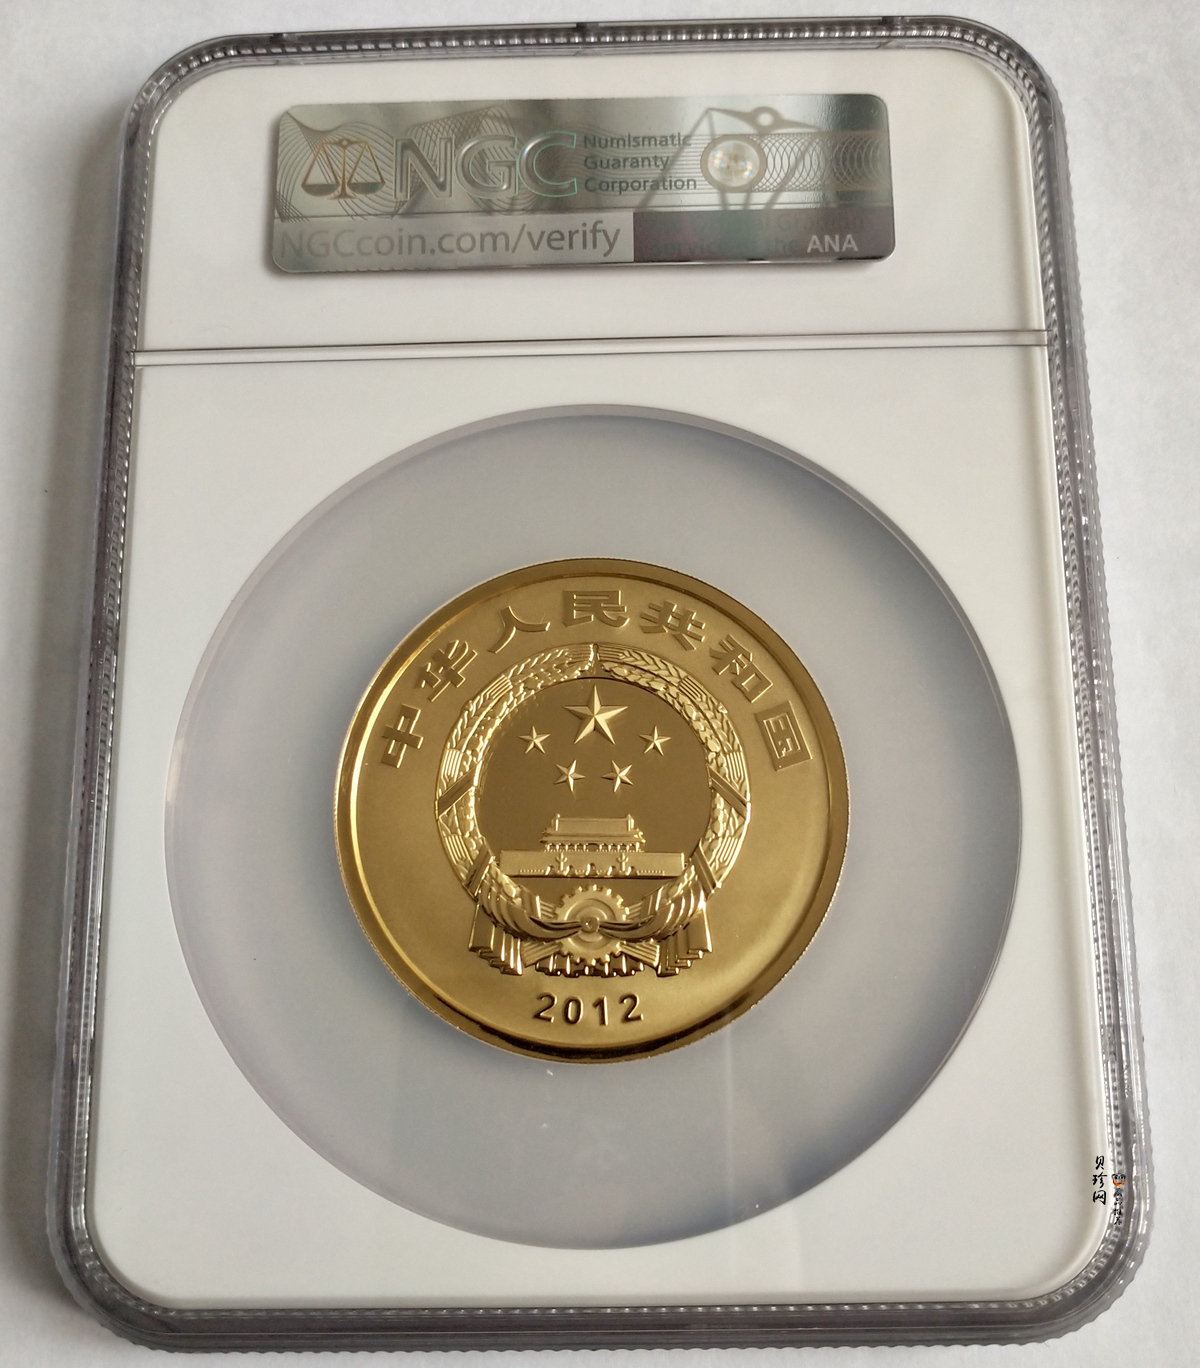 NGC
Numismatic
Guaranty
Corporation
NGCcoin.com/verify
ANA
中华人民共和国
2012
贝珍网